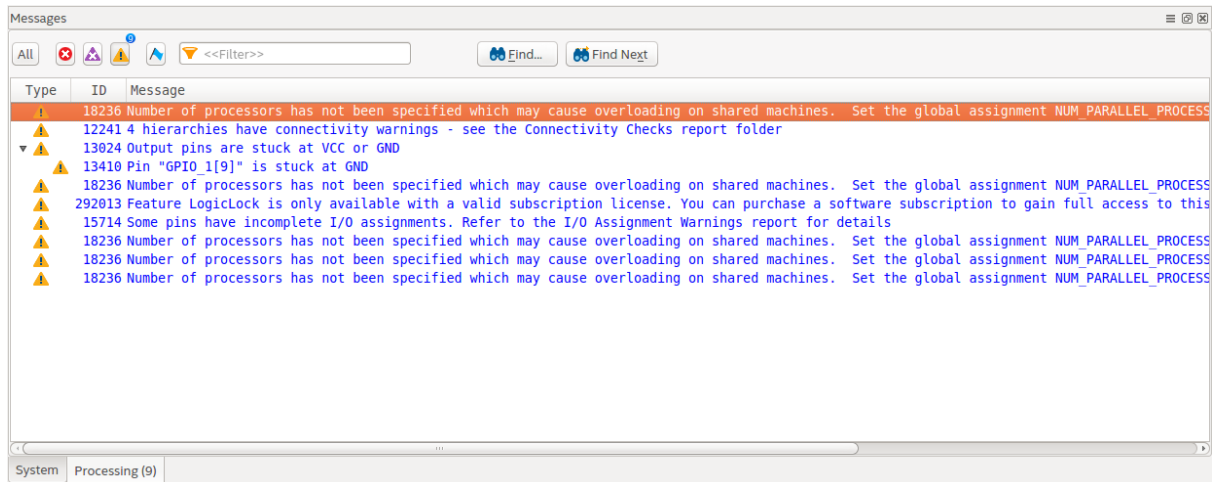 Messages
9
All <<Filter>> Find... Find Next
Type ID Message
18236 Number of processors has not been specified which may cause overloading on shared machines. Set the global assignment NUM_PARALLEL_PROCESS
12241 4 hierarchies have connectivity warnings - see the Connectivity Checks report folder
13024 Output pins are stuck at VCC or GND
13410 Pin "GPIO_1[9]" is stuck at GND
18236 Number of processors has not been specified which may cause overloading on shared machines. Set the global assignment NUM_PARALLEL_PROCESS
292013 Feature LogicLock is only available with a valid subscription license. You can purchase a software subscription to gain full access to this
15714 Some pins have incomplete I/O assignments. Refer to the I/O Assignment Warnings report for details
18236 Number of processors has not been specified which may cause overloading on shared machines. Set the global assignment NUM_PARALLEL_PROCESS
18236 Number of processors has not been specified which may cause overloading on shared machines. Set the global assignment NUM_PARALLEL_PROCESS
18236 Number of processors has not been specified which may cause overloading on shared machines. Set the global assignment NUM_PARALLEL_PROCESS
System Processing (9)